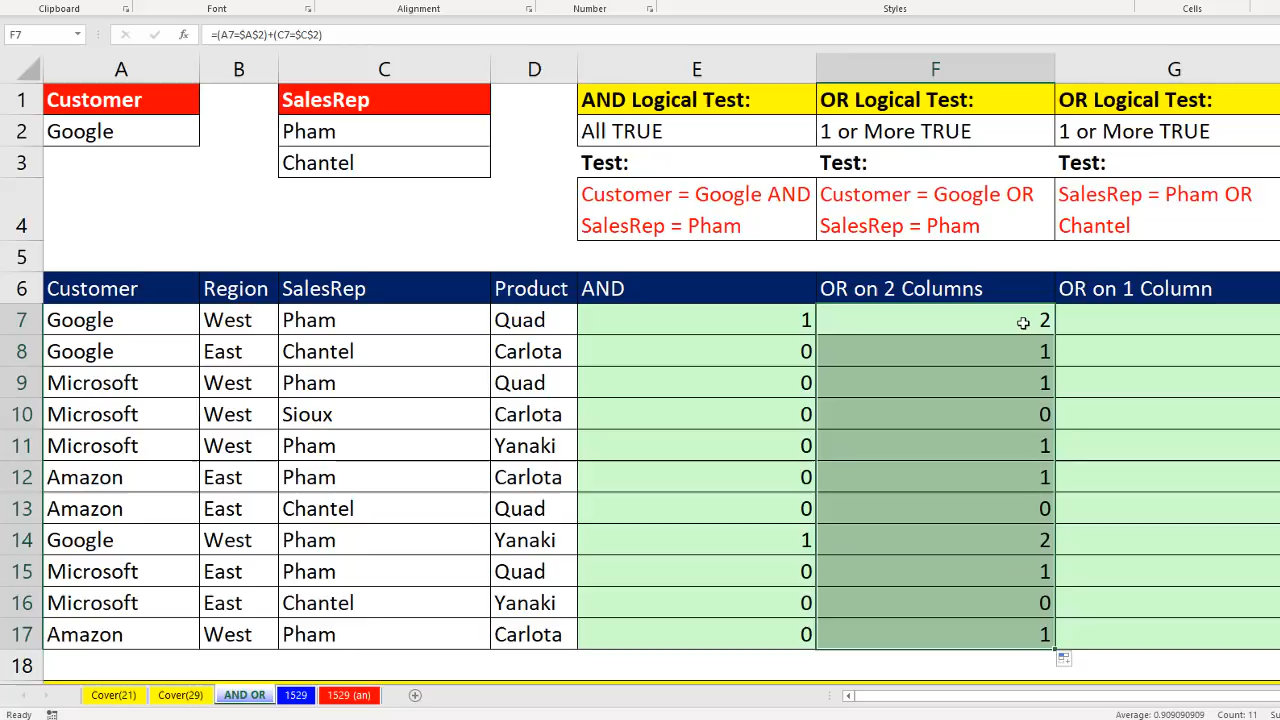 Clipboard Font Alignment Number Styles Cells
F7 fx =(A7=$A$2)+(C7=$C$2)
A B C D E F G
1 Customer SalesRep AND Logical Test: OR Logical Test: OR Logical Test:
2 Google Pham All TRUE 1 or More TRUE 1 or More TRUE
3 Chantel Test: Test: Test:
Customer = Google AND Customer = Google OR SalesRep = Pham OR
4 SalesRep = Pham SalesRep = Pham Chantel
5
6 Customer Region SalesRep Product AND OR on 2 Columns OR on 1 Column
7 Google West Pham Quad 1 2
8 Google East Chantel Carlota 0 1
9 Microsoft West Pham Quad 0 1
10 Microsoft West Sioux Carlota 0 0
11 Microsoft West Pham Yanaki 0 1
12 Amazon East Pham Carlota 0 1
13 Amazon East Chantel Quad 0 0
14 Google West Pham Yanaki 1 2
15 Microsoft East Pham Quad 0 1
16 Microsoft East Chantel Yanaki 0 0
17 Amazon West Pham Carlota 0 1
18
Cover(21) Cover(29) AND OR 1529 1529 (an)
Ready Average: 0.909090909 Count: 11